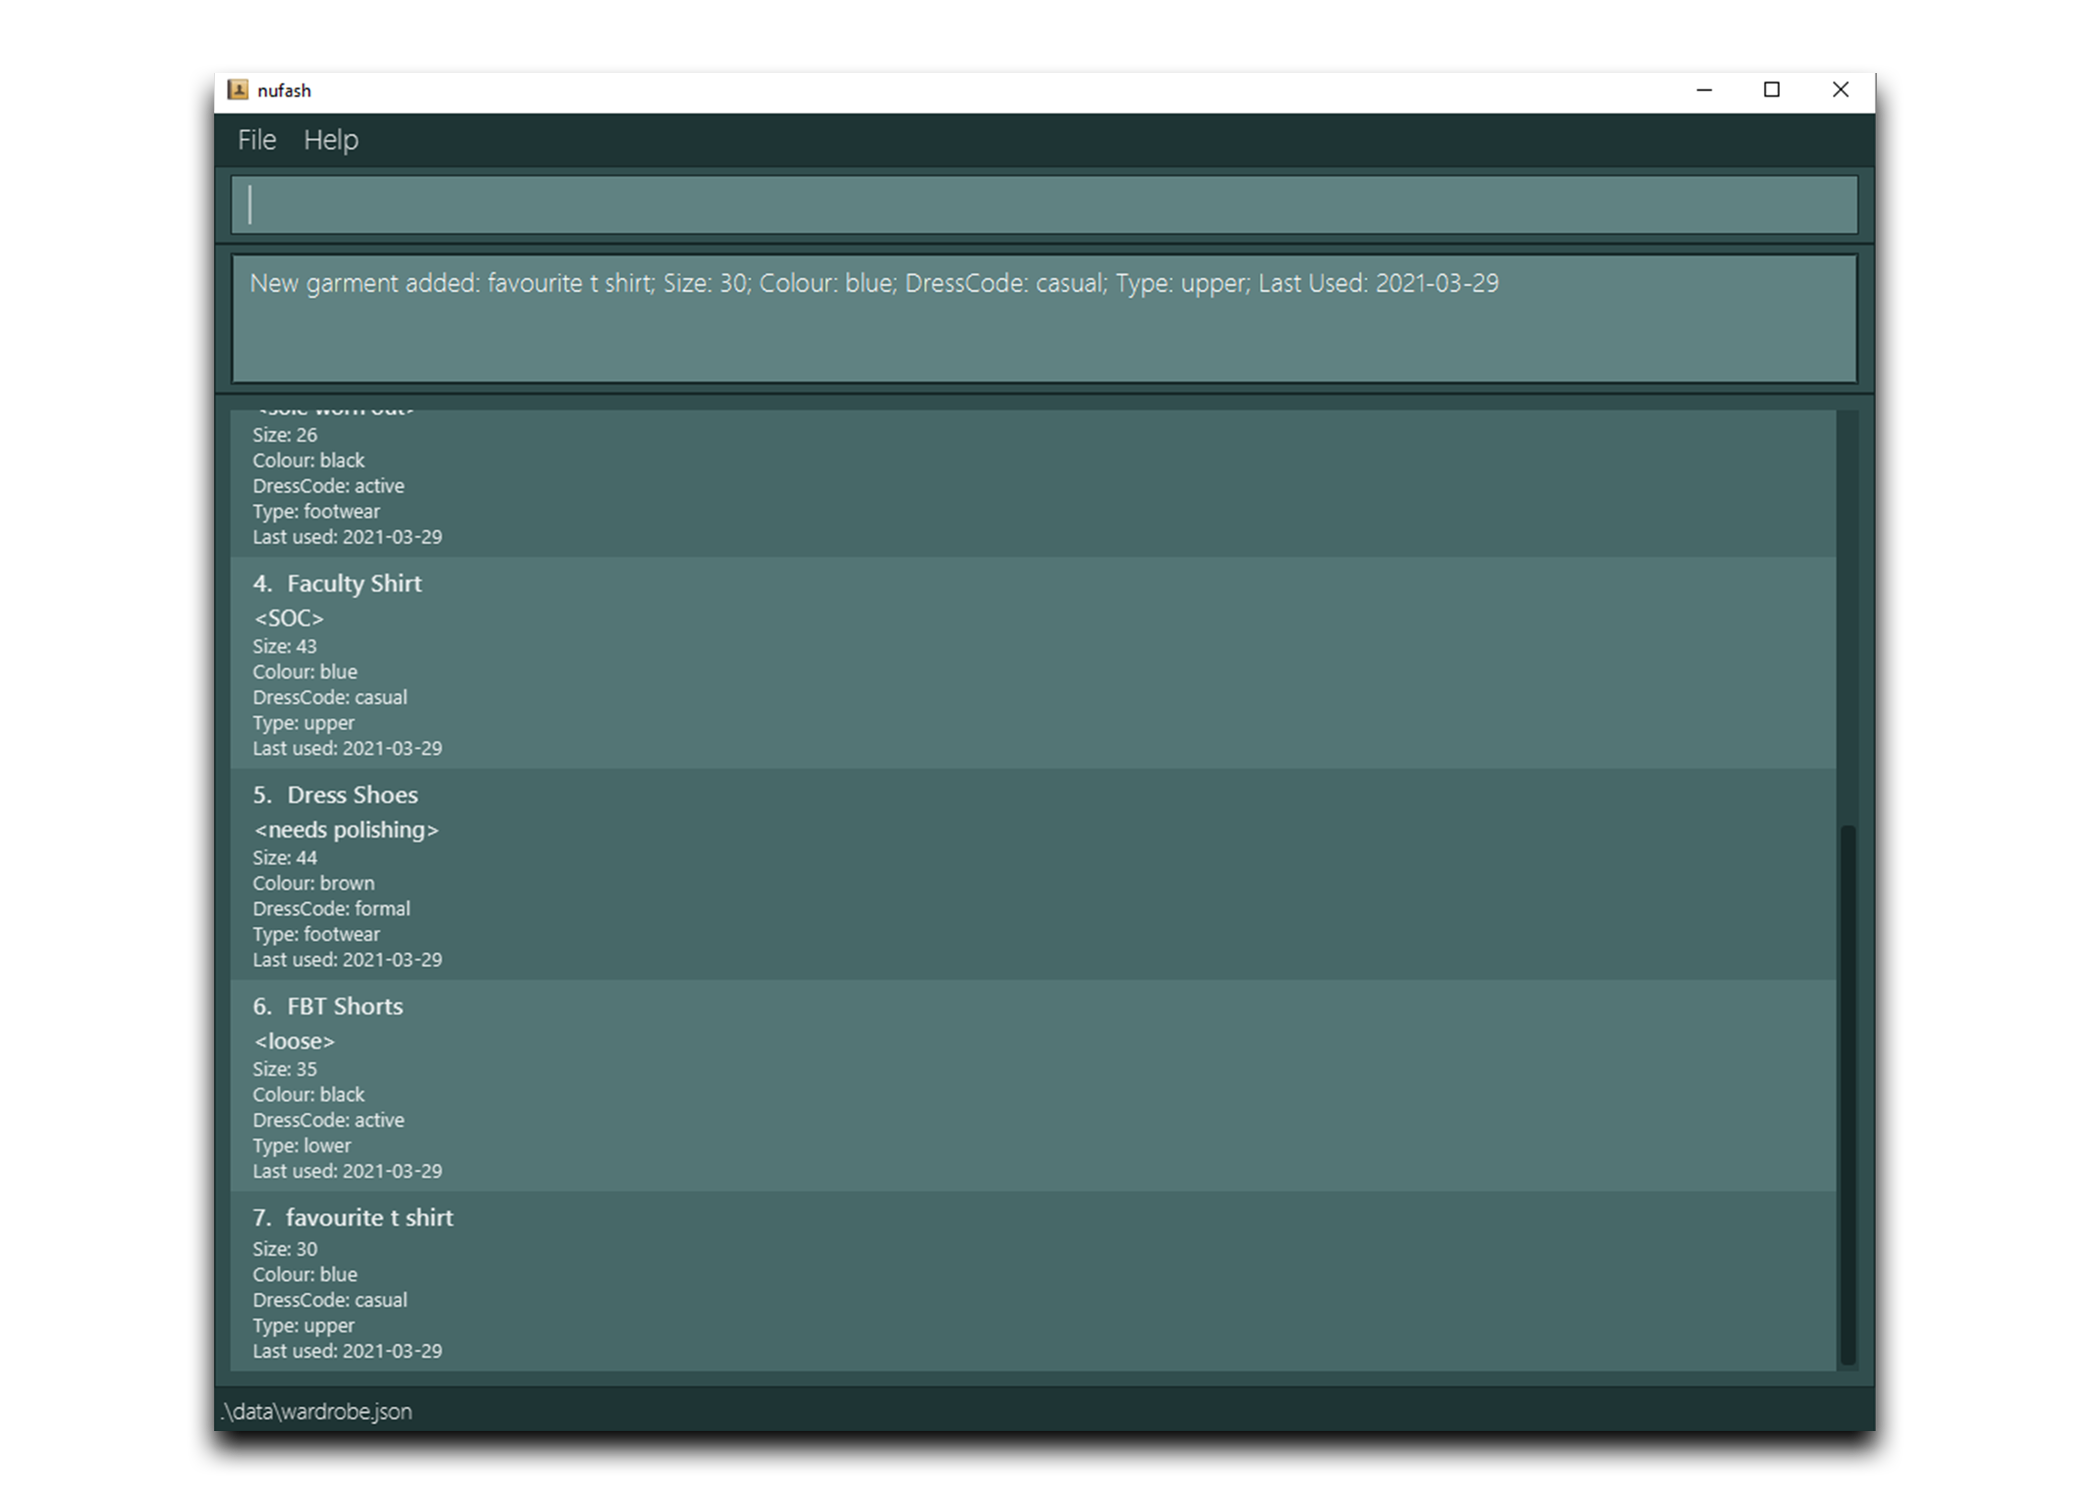 nufash
File Help
New garment added: favourite t shirt; Size: 30; Colour: blue; DressCode: casual; Type: upper; Last Used: 2021-03-29
<sole worn out>
Size: 26
Colour: black
DressCode: active
Type: footwear
Last used: 2021-03-29
4. Faculty Shirt
<SOC>
Size: 43
Colour: blue
DressCode: casual
Type: upper
Last used: 2021-03-29
5. Dress Shoes
<needs polishing>
Size: 44
Colour: brown
DressCode: formal
Type: footwear
Last used: 2021-03-29
6. FBT Shorts
<loose>
Size: 35
Colour: black
DressCode: active
Type: lower
Last used: 2021-03-29
7. favourite t shirt
Size: 30
Colour: blue
DressCode: casual
Type: upper
Last used: 2021-03-29
.\data\wardrobe.json